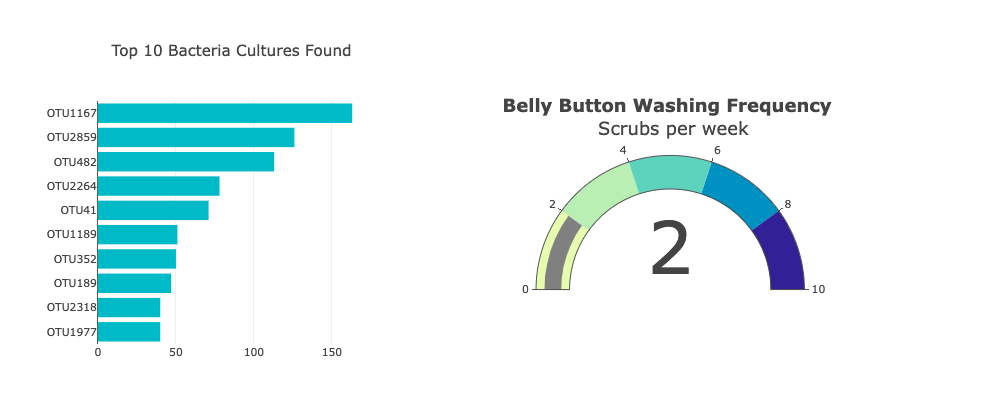 Top 10 Bacteria Cultures Found
OTU1167
OTU2859
OTU482
OTU2264
OTU41
OTU1189
OTU352
OTU189
OTU2318
OTU1977
0 50 100 150
Belly Button Washing Frequency
Scrubs per week
0 2 4 6 8 10
2